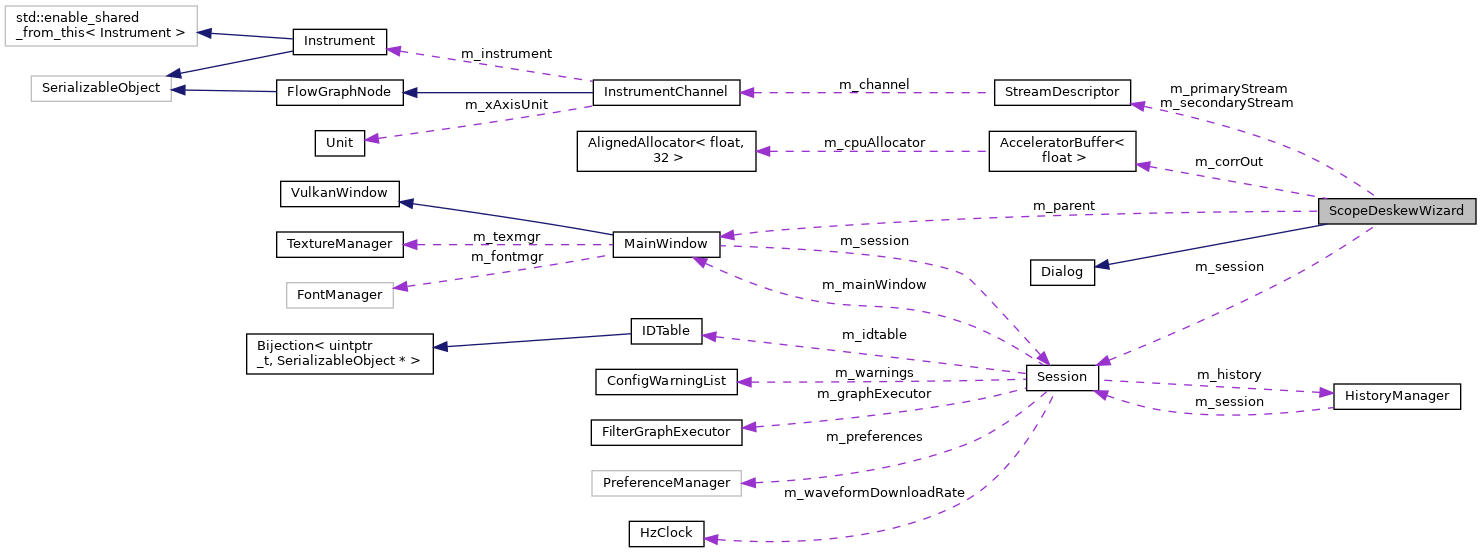 std::enable_shared
_from_this< Instrument >
Instrument
m_instrument
SerializableObject
FlowGraphNode
InstrumentChannel
m_channel
StreamDescriptor
m_primaryStream
m_secondaryStream
m_xAxisUnit
Unit
AlignedAllocator< float,
32 >
m_cpuAllocator
AcceleratorBuffer<
float >
m_corrOut
VulkanWindow
m_parent
ScopeDeskewWizard
TextureManager
m_texmgr
MainWindow
m_session
m_fontmgr
Dialog
m_session
FontManager
m_mainWindow
IDTable
m_idtable
Bijection< uintptr
_t, SerializableObject * >
ConfigWarningList
m_warnings
Session
m_history
m_graphExecutor
m_session
HistoryManager
FilterGraphExecutor
m_preferences
PreferenceManager
m_waveformDownloadRate
HzClock